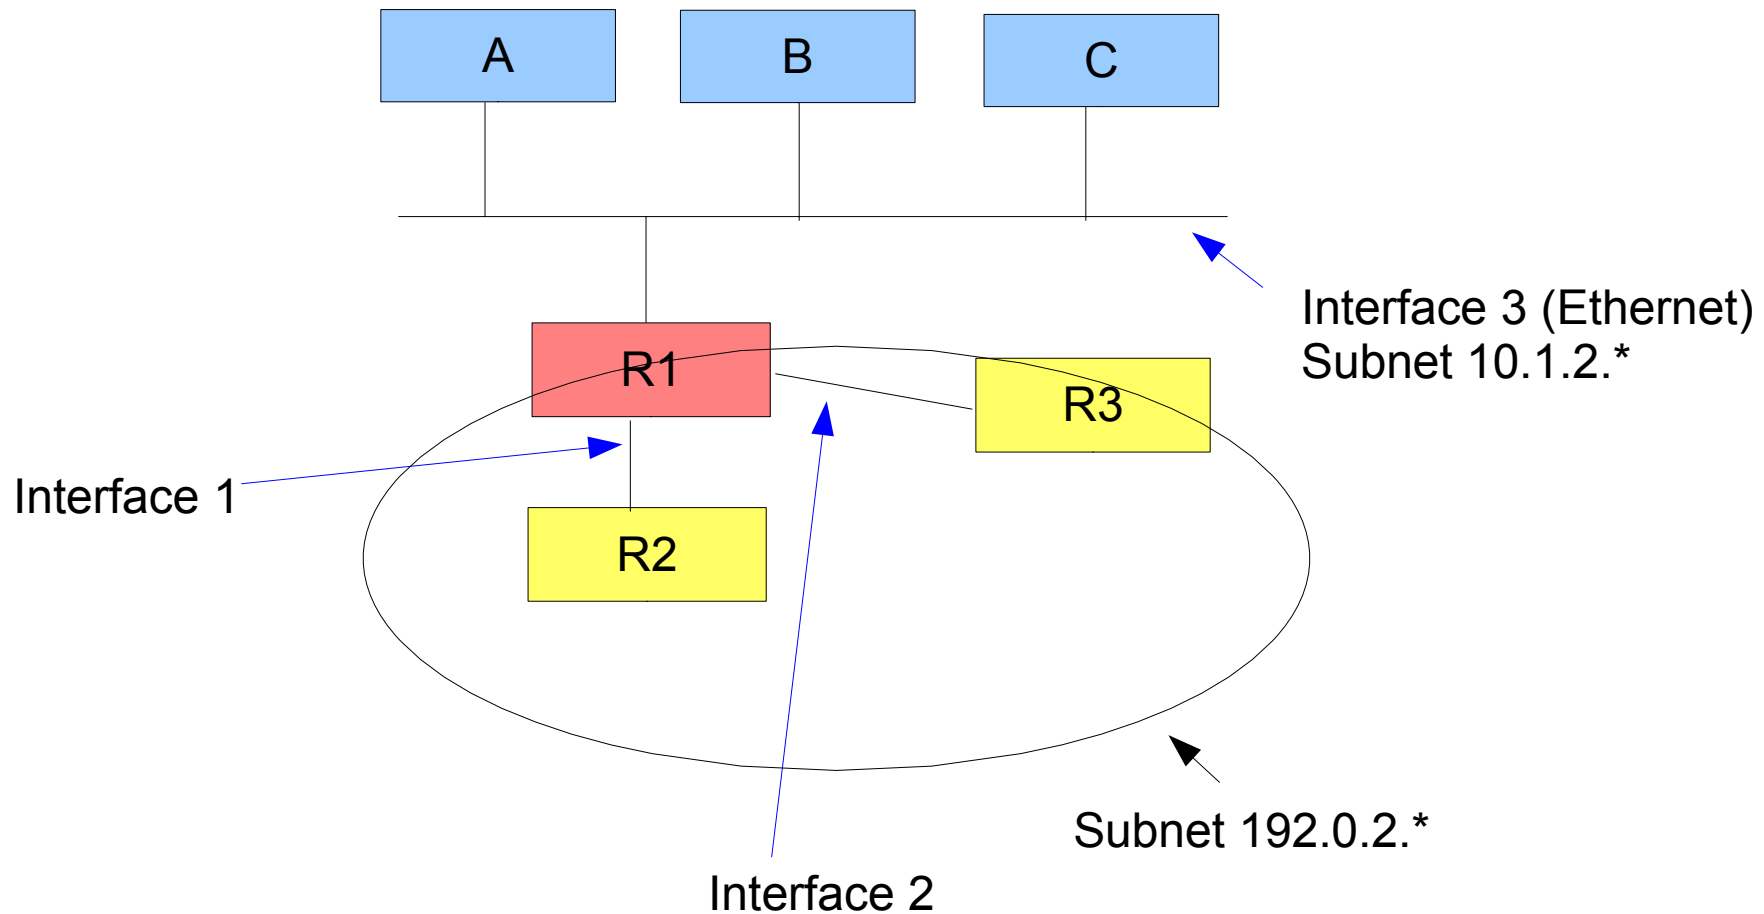 A
B
C
Interface 3 (Ethernet)
Subnet 10.1.2.*
R1
R3
Interface 1
R2
Subnet 192.0.2.*
Interface 2